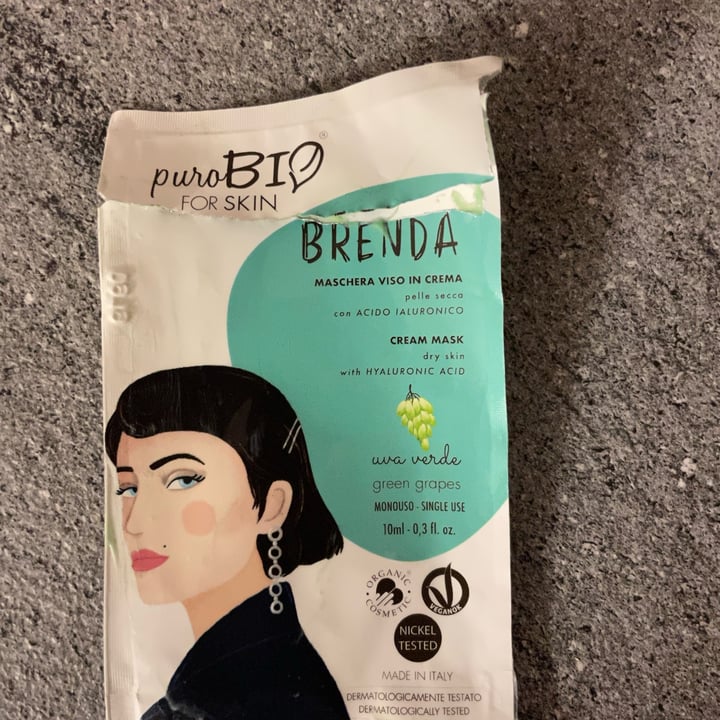 puroBIO®
FOR SKIN
BRENDA
MASCHERA VISO IN CREMA
pelle secca
con ACIDO IALURONICO
CREAM MASK
dry skin
with HYALURONIC ACID
uva verde
green grapes
MONOUSO - SINGLE USE
10ml - 0,3 fl. oz.
ORGANIC COSMETIC
VEGANOK
NICKEL
TESTED
MADE IN ITALY
DERMATOLOGICAMENTE TESTATO
DERMATOLOGICALLY TESTED